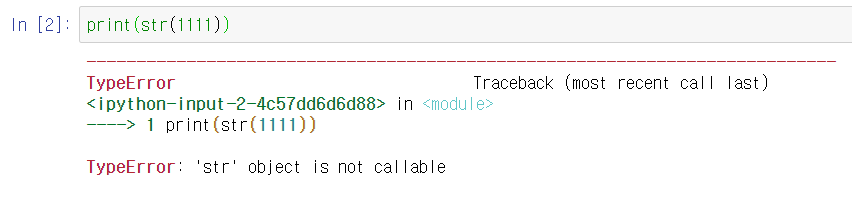 In [2]: print(str(1111))
---------------------------------------------------------------------------
TypeError                                 Traceback (most recent call last)
<ipython-input-2-4c57dd6d6d88> in <module>
----> 1 print(str(1111))

TypeError: 'str' object is not callable